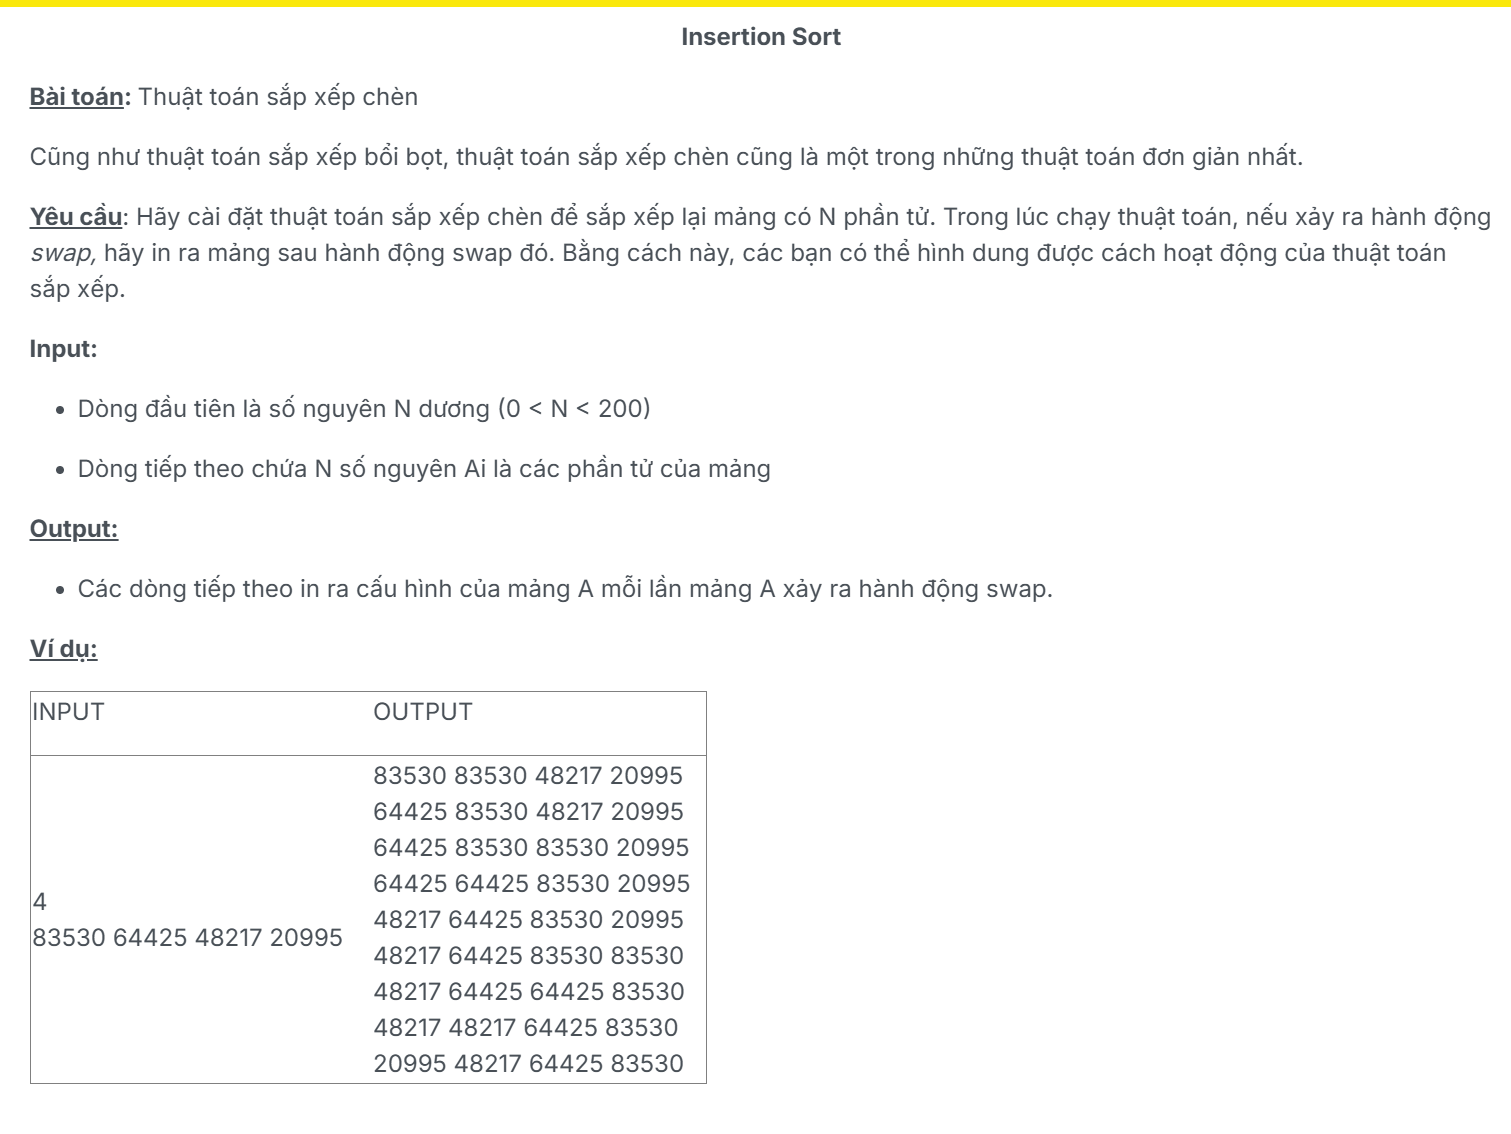 Insertion Sort
Bài toán: Thuật toán sắp xếp chèn
Cũng như thuật toán sắp xếp bổi bọt, thuật toán sắp xếp chèn cũng là một trong những thuật toán đơn giản nhất.
Yêu cầu: Hãy cài đặt thuật toán sắp xếp chèn để sắp xếp lại mảng có N phần tử. Trong lúc chạy thuật toán, nếu xảy ra hành động
swap, hãy in ra mảng sau hành động swap đó. Bằng cách này, các bạn có thể hình dung được cách hoạt động của thuật toán
sắp xếp.
Input:
• Dòng đầu tiên là số nguyên N dương (0 < N < 200)
• Dòng tiếp theo chứa N số nguyên Ai là các phần tử của mảng
Output:
• Các dòng tiếp theo in ra cấu hình của mảng A mỗi lần mảng A xảy ra hành động swap.
Ví dụ:
INPUT OUTPUT
4
83530 64425 48217 20995
83530 83530 48217 20995
64425 83530 48217 20995
64425 83530 83530 20995
64425 64425 83530 20995
48217 64425 83530 20995
48217 64425 83530 83530
48217 64425 64425 83530
48217 48217 64425 83530
20995 48217 64425 83530